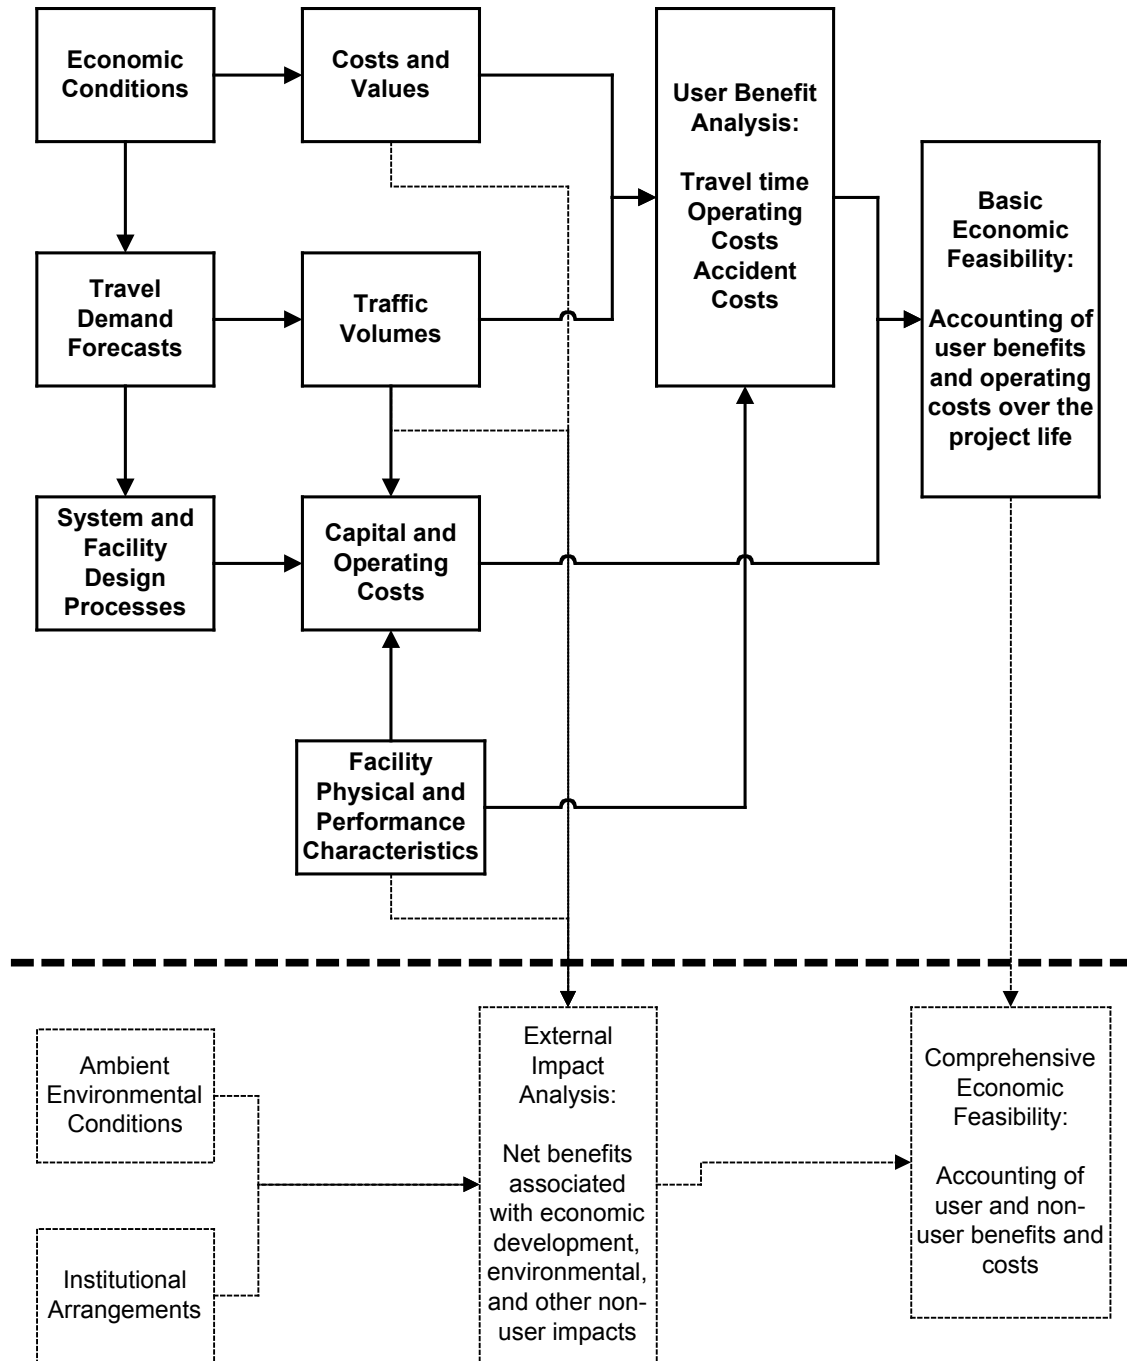 Economic
Conditions
Costs and
Values
User Benefit
Analysis:
Travel time
Operating
Costs
Accident
Costs
Basic
Economic
Feasibility:
Accounting of
user benefits
and operating
costs over the
project life
Travel
Demand
Forecasts
Traffic
Volumes
System and
Facility
Design
Processes
Capital and
Operating
Costs
Facility
Physical and
Performance
Characteristics
Ambient
Environmental
Conditions
Institutional
Arrangements
External
Impact
Analysis:
Net benefits
associated
with economic
development,
environmental,
and other non-
user impacts
Comprehensive
Economic
Feasibility:
Accounting of
user and non-
user benefits and
costs